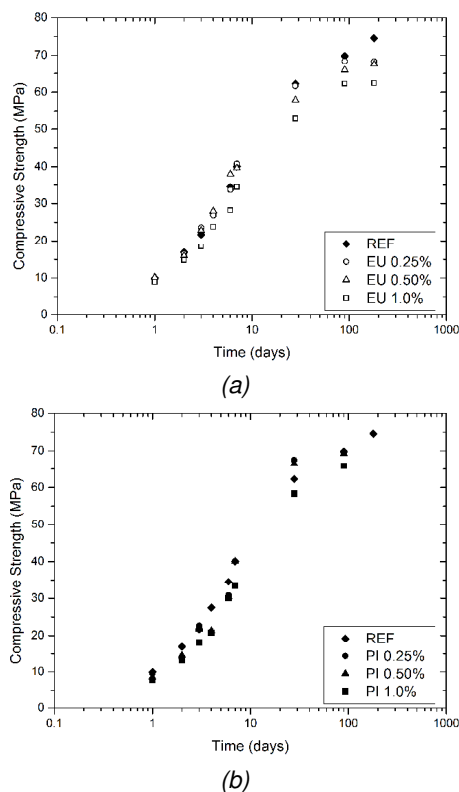 80
70
60
50
40
30
20
10
0
Compressive Strength (MPa)
REF
EU 0.25%
EU 0.50%
EU 1.0%
0.1 1 10 100 1000
Time (days)
(a)
80
70
60
50
40
30
20
10
0
Compressive Strength (MPa)
REF
PI 0.25%
PI 0.50%
PI 1.0%
0.1 1 10 100 1000
Time (days)
(b)